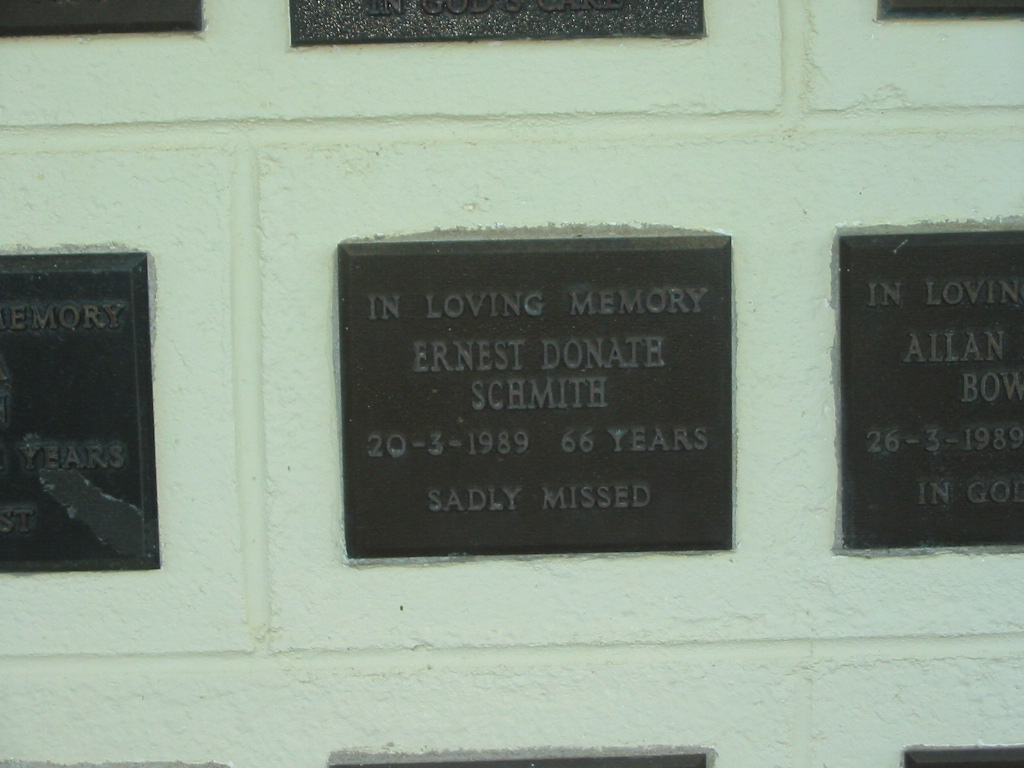 IN GOD'S CARE
MEMORY
YEARS
IN LOVING MEMORY
ERNEST DONATH
SCHMITH
20-3-1989 66 YEARS
SADLY MISSED
IN LOVING
ALLAN
BOW
26-3-1989
IN GOD